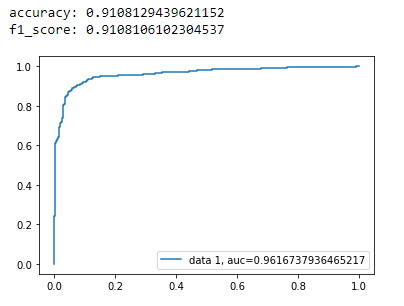 accuracy: 0.9108129439621152
f1_score: 0.9108106102304537
1.0
0.8
0.6
0.4
0.2
0.0
data 1, auc=0.9616737936465217
0.0 0.2 0.4 0.6 0.8 1.0